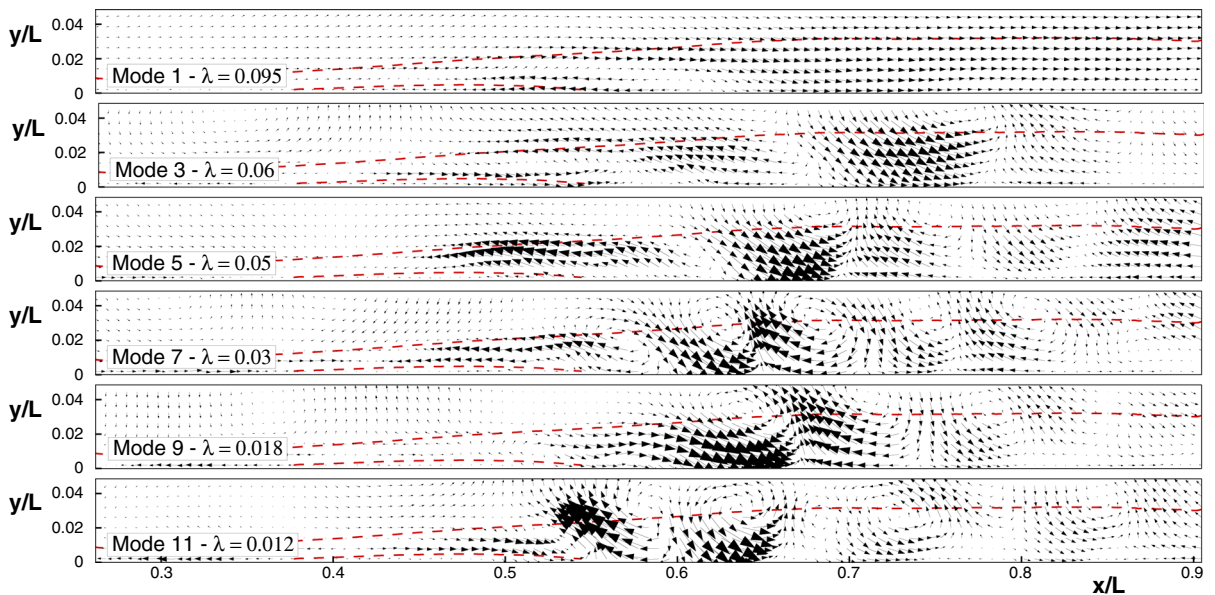 y/L
0.04
0.02
0
Mode 1 - λ = 0.095
y/L
0.04
0.02
0
Mode 3 - λ = 0.06
y/L
0.04
0.02
0
Mode 5 - λ = 0.05
y/L
0.04
0.02
0
Mode 7 - λ = 0.03
y/L
0.04
0.02
0
Mode 9 - λ = 0.018
y/L
0.04
0.02
0
Mode 11 - λ = 0.012
0.3 0.4 0.5 0.6 0.7 0.8 0.9
x/L